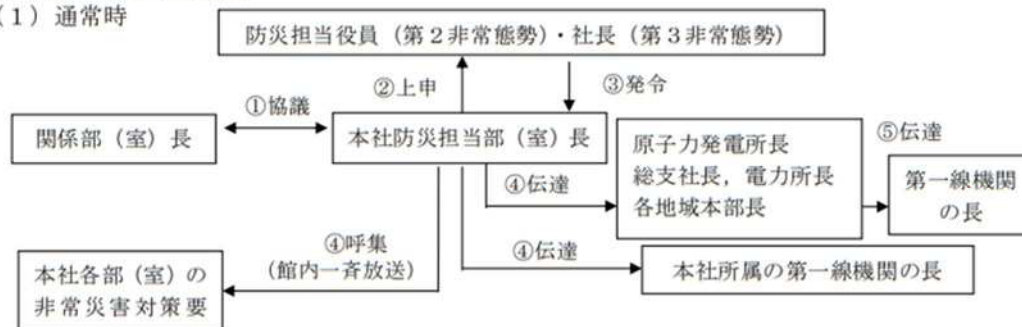 (1)通常時
防災担当役員(第2非常態勢)・社長(第3非常態勢)
②上申
③発令
①協議
関係部(室)長
本社防災担当部(室)長
原子力発電所長
総支社長,電力所長
各地域本部長
⑤伝達
第一線機関
の長
④伝達
④呼集
(館内一斉放送)
④伝達
本社各部(室)の
非常災害対策要
本社所属の第一線機関の長